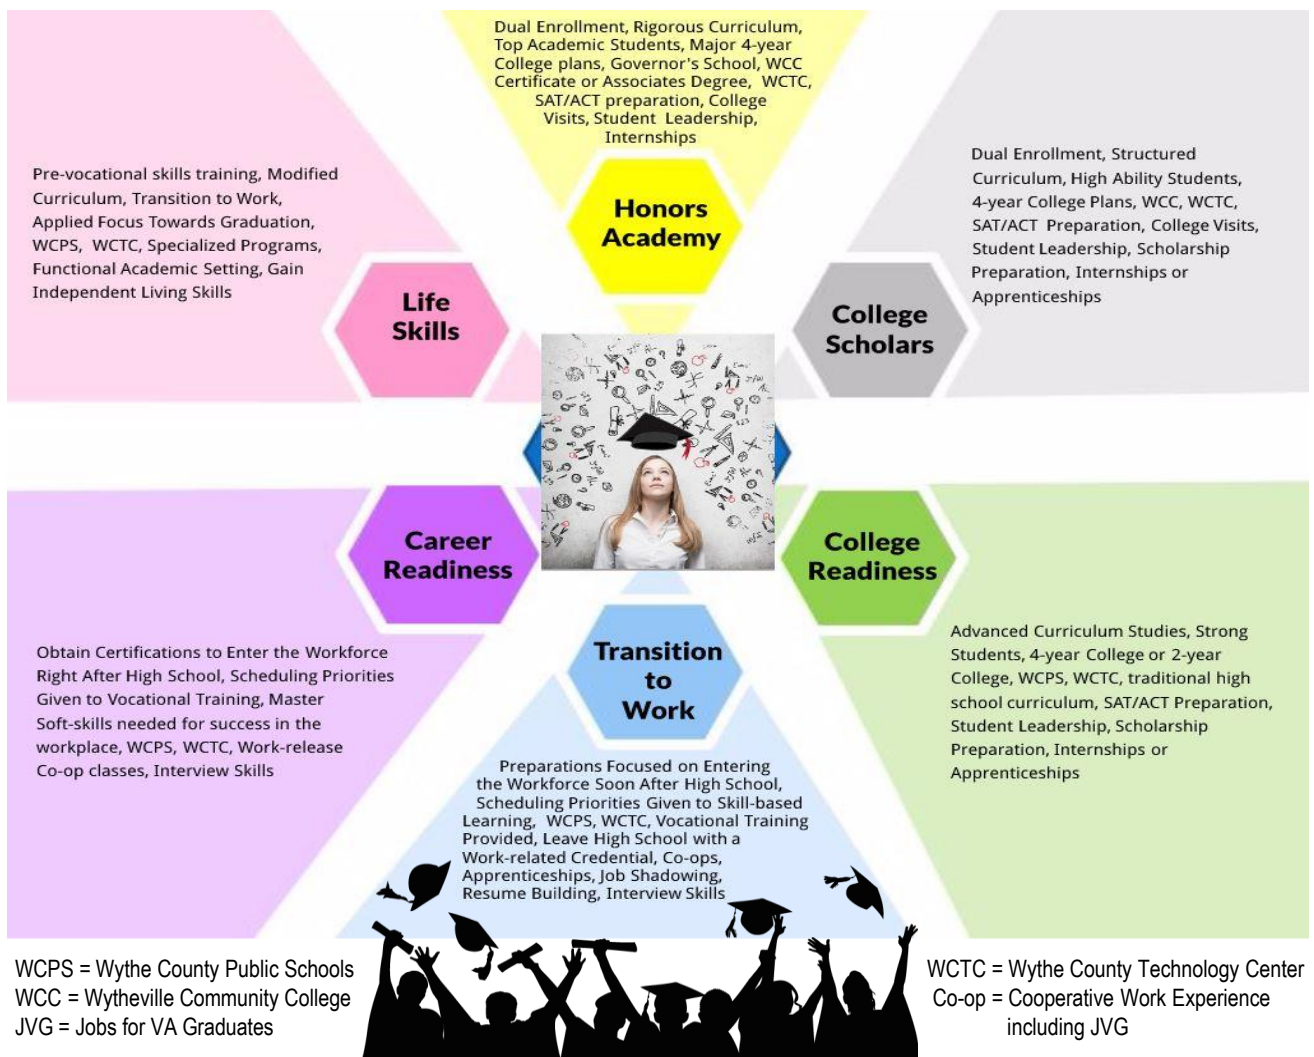 Dual Enrollment, Rigorous Curriculum,
Top Academic Students, Major 4-year
College plans, Governor's School, WCC
Certificate or Associates Degree, WCTC,
SAT/ACT preparation, College
Visits, Student Leadership,
Internships
Honors
Academy
Pre-vocational skills training, Modified
Curriculum, Transition to Work,
Applied Focus Towards Graduation,
WCPS, WCTC, Specialized Programs,
Functional Academic Setting, Gain
Independent Living Skills
Life
Skills
Dual Enrollment, Structured
Curriculum, High Ability Students,
4-year College Plans, WCC, WCTC,
SAT/ACT Preparation, College Visits,
Student Leadership, Scholarship
Preparation, Internships or
Apprenticeships
College
Scholars
Career
Readiness
Obtain Certifications to Enter the Workforce
Right After High School, Scheduling Priorities
Given to Vocational Training, Master
Soft-skills needed for success in the
workplace, WCPS, WCTC, Work-release
Co-op classes, Interview Skills
Transition
to
Work
Preparations Focused on Entering
the Workforce Soon After High School,
Scheduling Priorities Given to Skill-based
Learning, WCPS, WCTC, Vocational Training
Provided, Leave High School with a
Work-related Credential, Co-ops,
Apprenticeships, Job Shadowing,
Resume Building, Interview Skills
College
Readiness
Advanced Curriculum Studies, Strong
Students, 4-year College or 2-year
College, WCPS, WCTC, traditional high
school curriculum, SAT/ACT Preparation,
Student Leadership, Scholarship
Preparation, Internships or
Apprenticeships
WCPS = Wythe County Public Schools
WCC = Wytheville Community College
JVG = Jobs for VA Graduates
WCTC = Wythe County Technology Center
Co-op = Cooperative Work Experience
including JVG